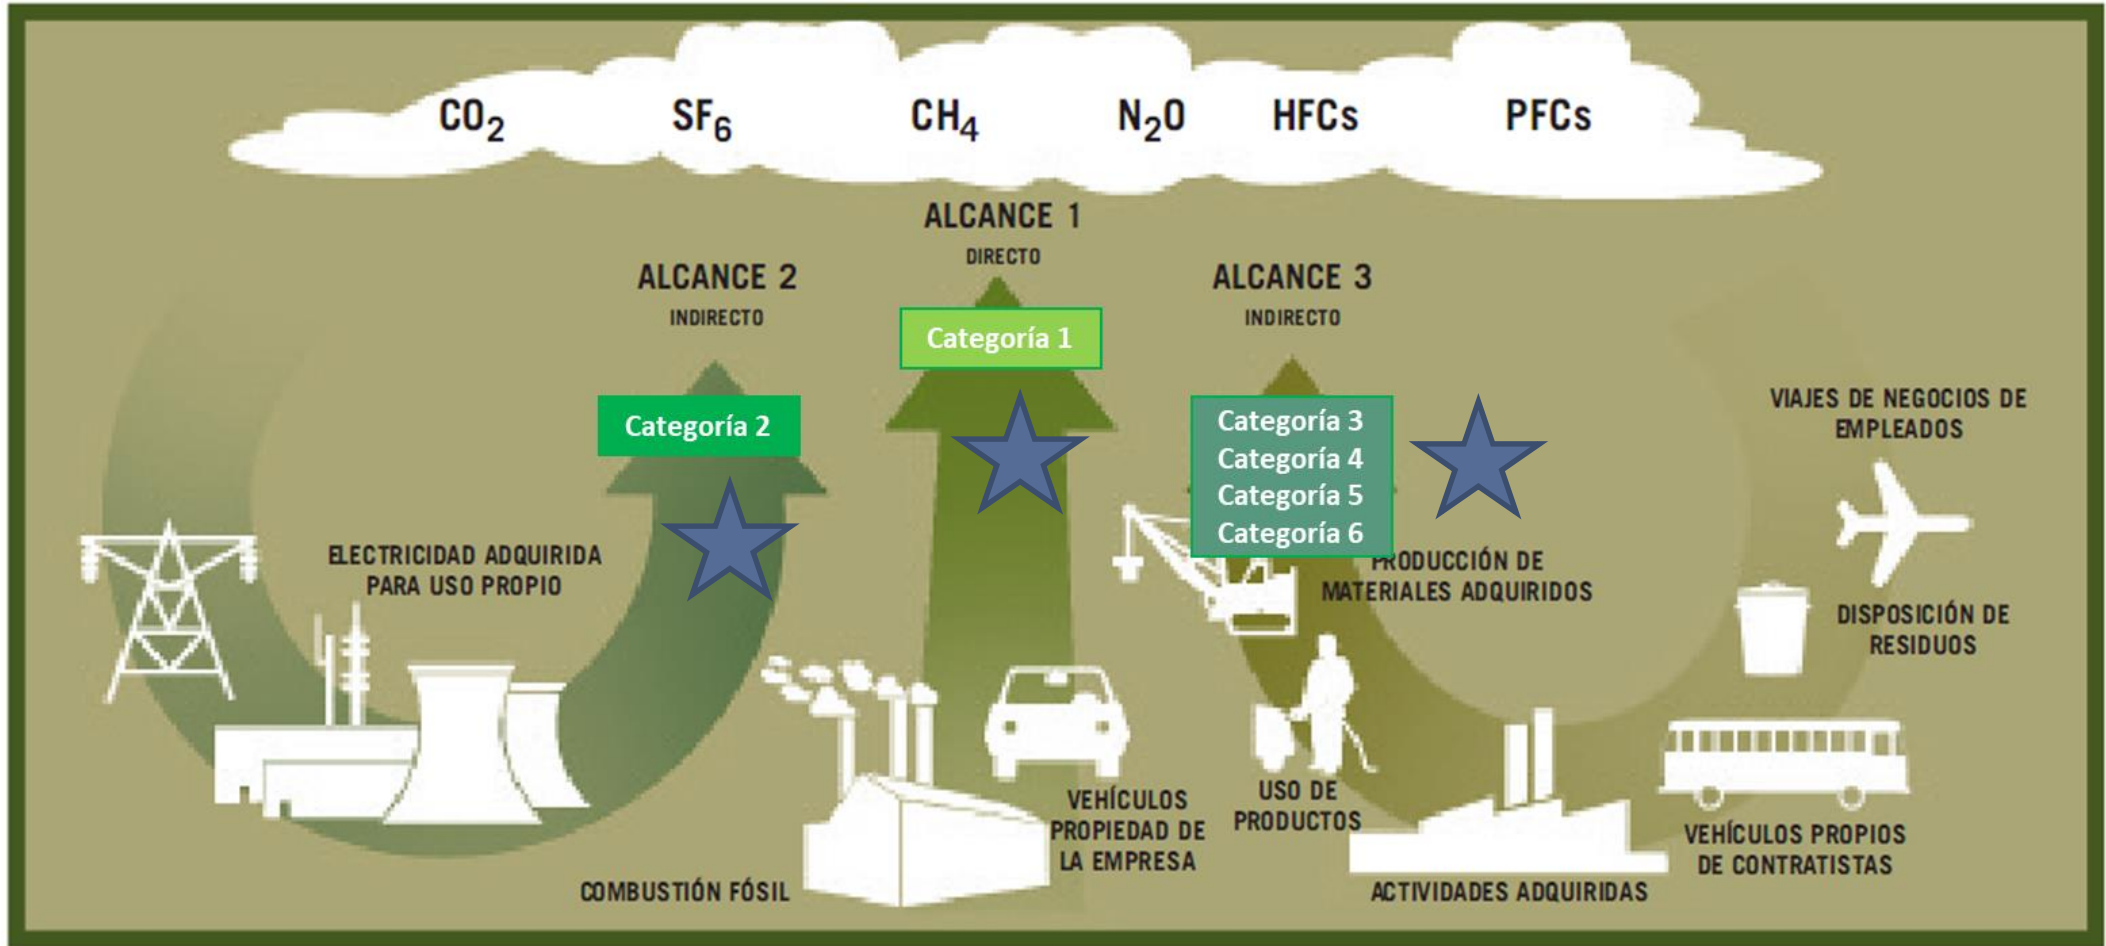 CO₂ SF₆ CH₄ N₂O HFCs PFCs
ALCANCE 1
DIRECTO
ALCANCE 2
INDIRECTO
ALCANCE 3
INDIRECTO
Categoría 1
Categoría 2
Categoría 3
Categoría 4
Categoría 5
Categoría 6
VIAJES DE NEGOCIOS DE
EMPLEADOS
ELECTRICIDAD ADQUIRIDA
PARA USO PROPIO
PRODUCCIÓN DE
MATERIALES ADQUIRIDOS
DISPOSICIÓN DE
RESIDUOS
COMBUSTIÓN FÓSIL
VEHÍCULOS
PROPIEDAD DE
LA EMPRESA
USO DE
PRODUCTOS
ACTIVIDADES ADQUIRIDAS
VEHÍCULOS PROPIOS
DE CONTRATISTAS